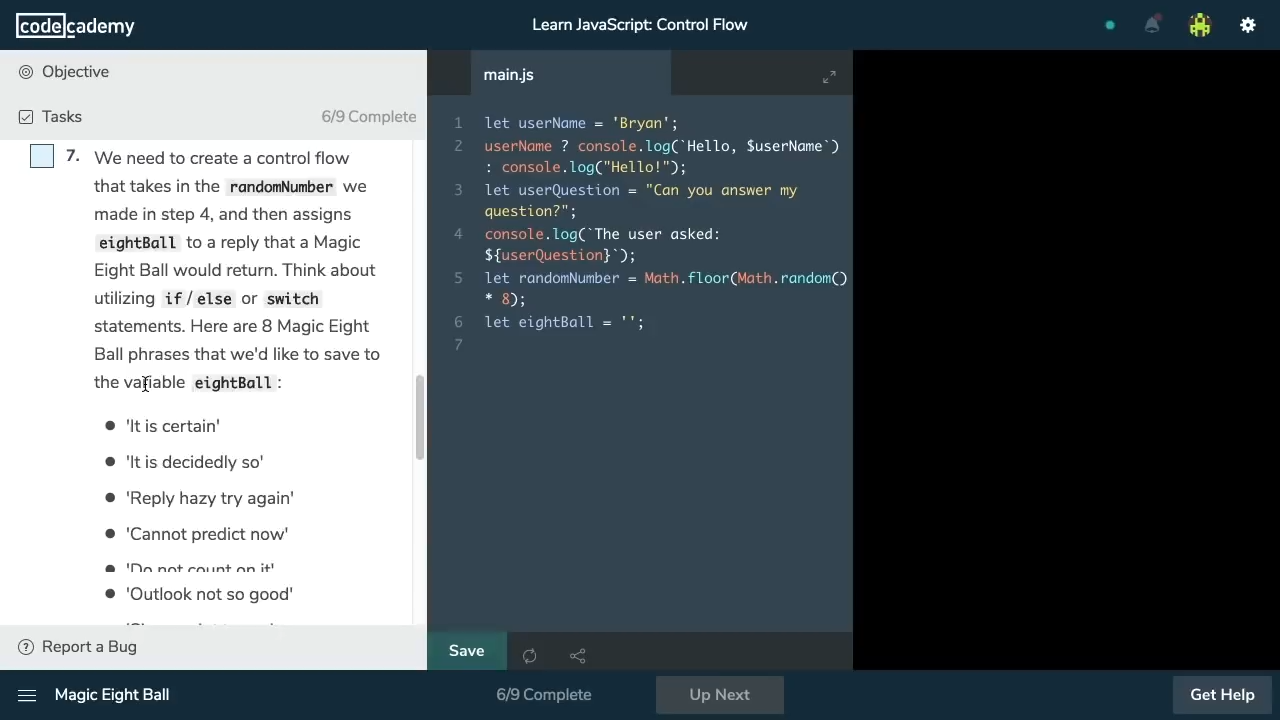 codecademy
Learn JavaScript: Control Flow
Objective
Tasks
6/9 Complete
7. We need to create a control flow
that takes in the randomNumber we
made in step 4, and then assigns
eightBall to a reply that a Magic
Eight Ball would return. Think about
utilizing if / else or switch
statements. Here are 8 Magic Eight
Ball phrases that we'd like to save to
the variable eightBall :
'It is certain'
'It is decidedly so'
'Reply hazy try again'
'Cannot predict now'
'Do not count on it'
'Outlook not so good'
Report a Bug
main.js
1 let userName = 'Bryan';
2 userName ? console.log(`Hello, $userName`)
: console.log("Hello!");
3 let userQuestion = "Can you answer my
question?";
4 console.log(`The user asked:
${userQuestion}`);
5 let randomNumber = Math.floor(Math.random()
* 8);
6 let eightBall = '';
7
Save
Magic Eight Ball
6/9 Complete
Up Next
Get Help